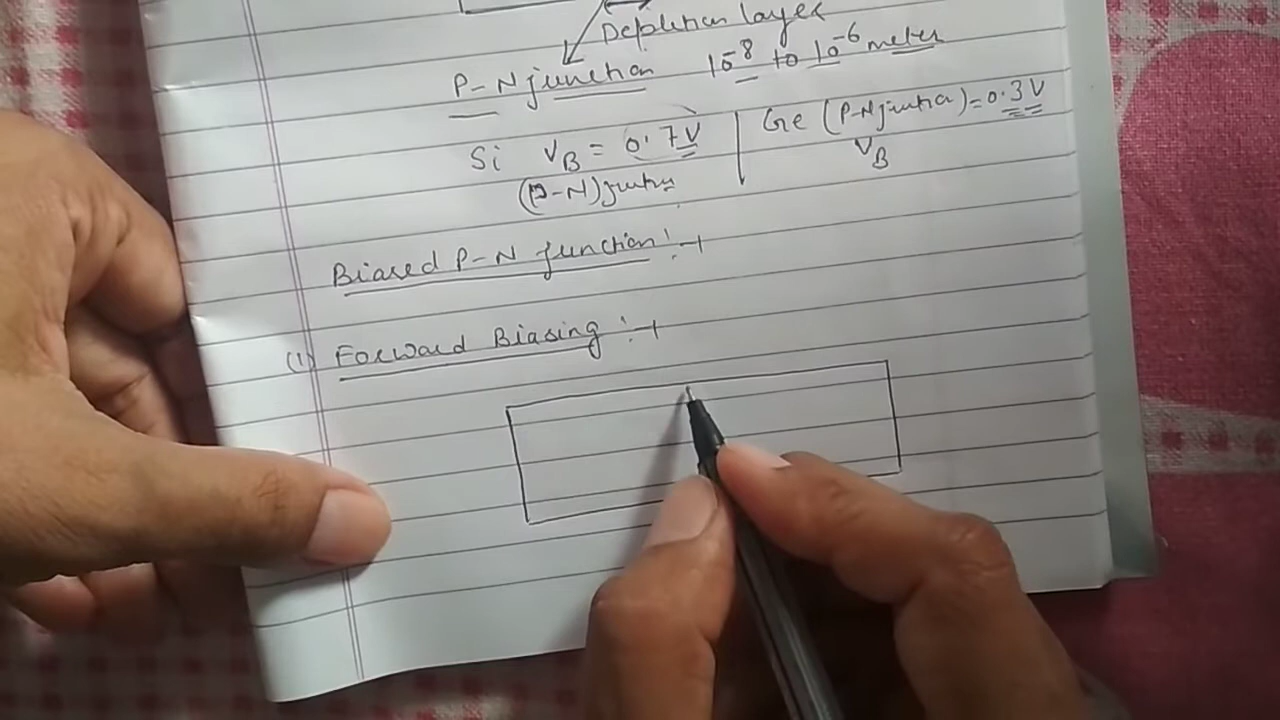 Depletion layer
P-N junction 10⁻⁸ to 10⁻⁶ meter
Si V_B = 0.7V
(P-N) junction
Ge (P-N junction) = 0.3V
V_B
Biased P-N junction :-
(1) Forward Biasing :-